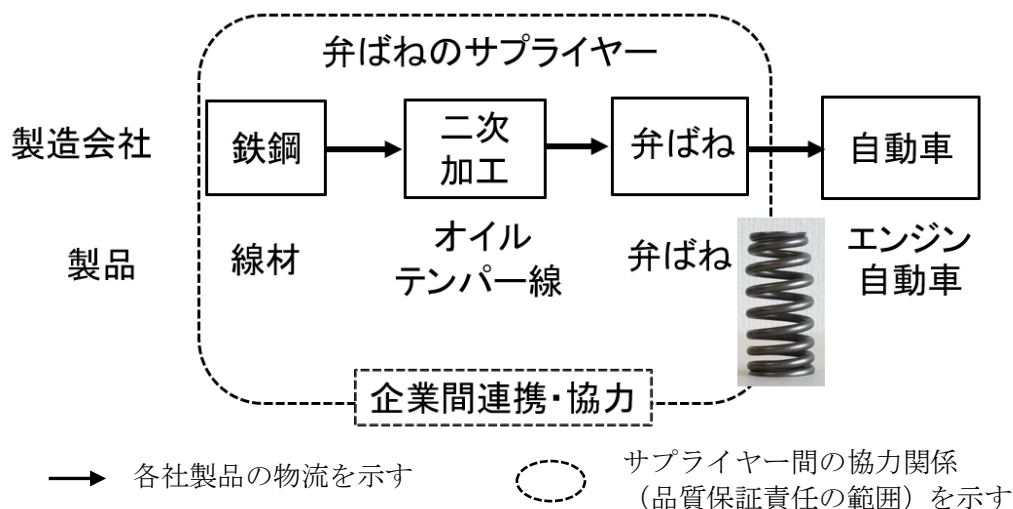 弁ばねのサプライヤー
製造会社
鉄鋼
二次
加工
弁ばね
自動車
製品
線材
オイル
テンパー線
弁ばね
エンジン
自動車
企業間連携・協力
各社製品の物流を示す
サプライヤー間の協力関係
（品質保証責任の範囲）を示す